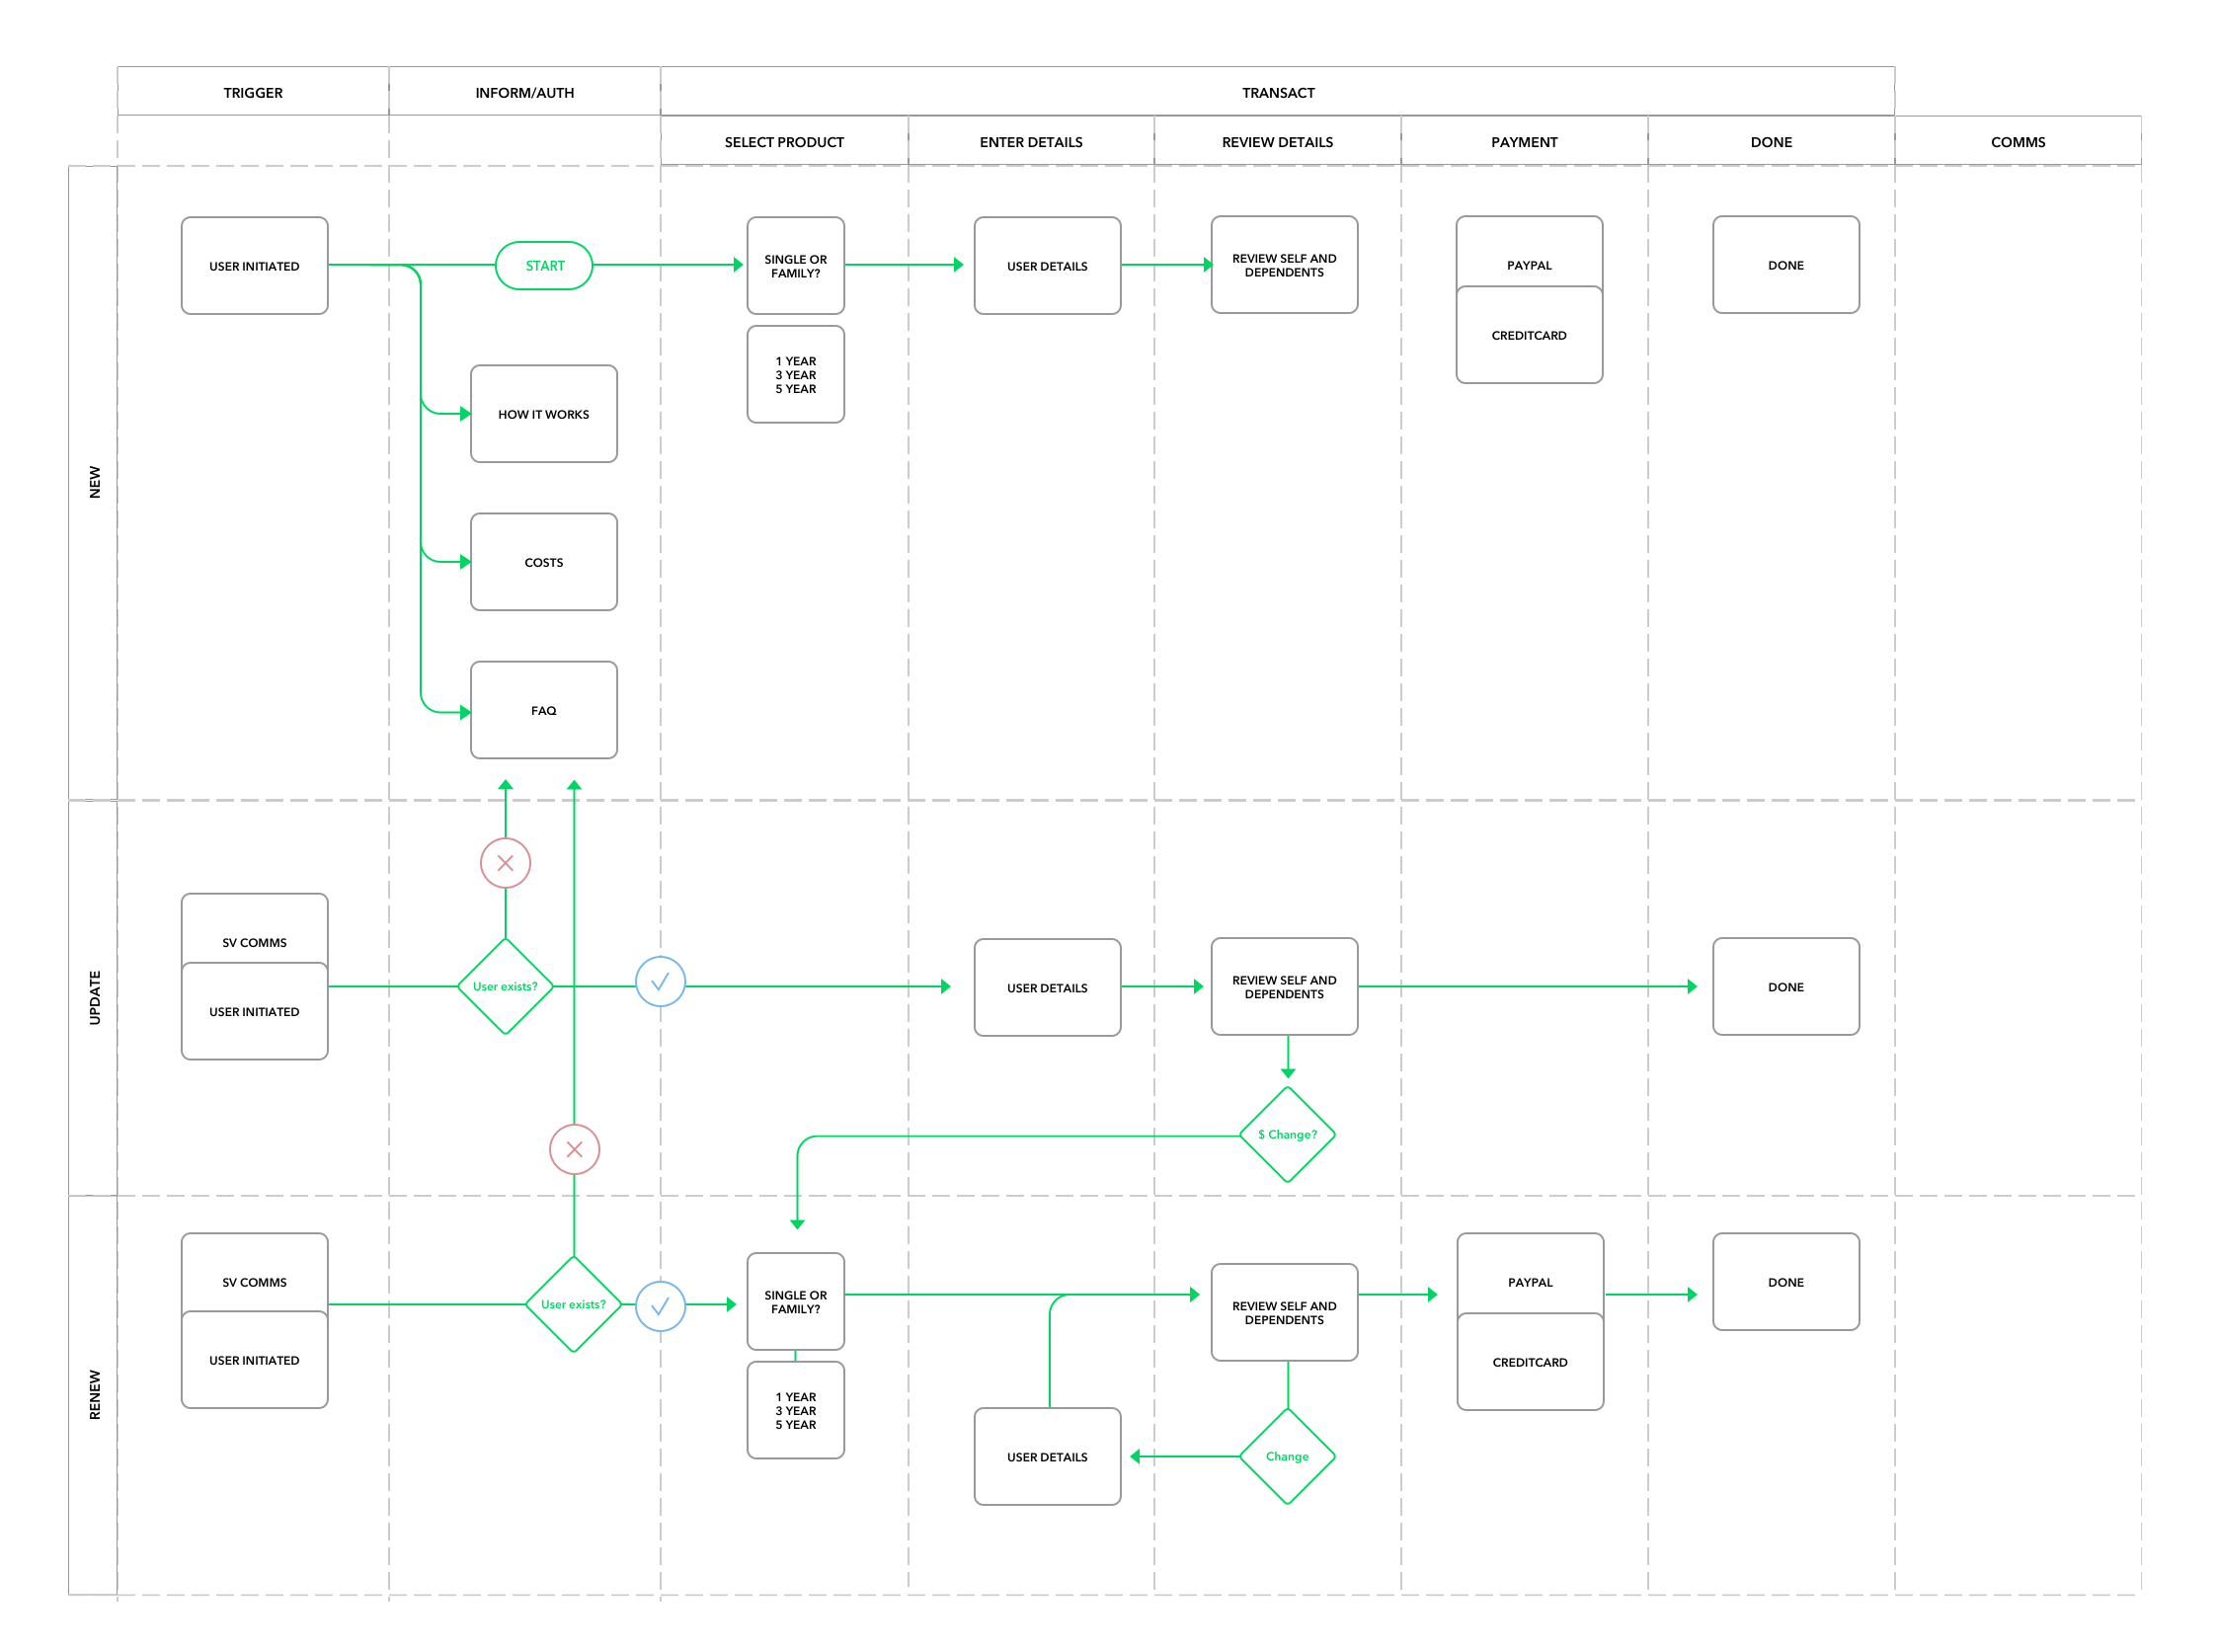 TRIGGER
INFORM/AUTH
TRANSACT
SELECT PRODUCT
ENTER DETAILS
REVIEW DETAILS
PAYMENT
DONE
COMMS
NEW
USER INITIATED
START
SINGLE OR
FAMILY?
USER DETAILS
REVIEW SELF AND
DEPENDENTS
PAYPAL
DONE
CREDITCARD
1 YEAR
3 YEAR
5 YEAR
HOW IT WORKS
COSTS
FAQ
UPDATE
SV COMMS
USER INITIATED
User exists?
USER DETAILS
REVIEW SELF AND
DEPENDENTS
DONE
$ Change?
RENEW
SV COMMS
USER INITIATED
User exists?
SINGLE OR
FAMILY?
1 YEAR
3 YEAR
5 YEAR
REVIEW SELF AND
DEPENDENTS
PAYPAL
CREDITCARD
DONE
USER DETAILS
Change